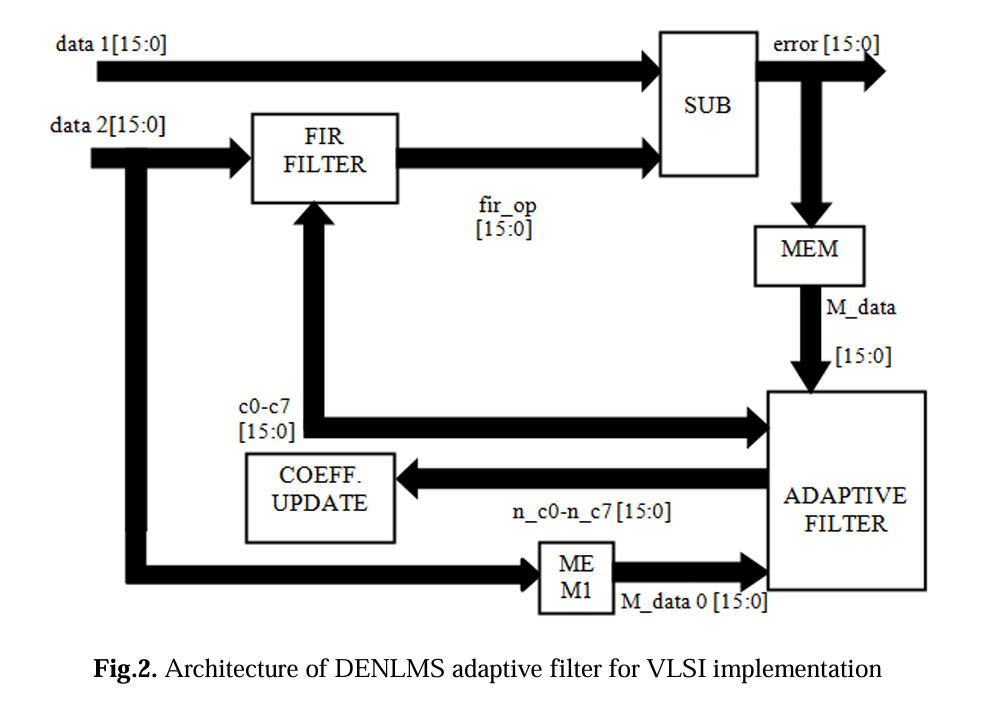 data 1[15:0]
error [15:0]
SUB
data 2[15:0]
FIR
FILTER
fir_op
[15:0]
MEM
M_data
[15:0]
c0-c7
[15:0]
COEFF.
UPDATE
n_c0-n_c7 [15:0]
ADAPTIVE
FILTER
ME
M1
M_data 0 [15:0]
Fig.2. Architecture of DENLMS adaptive filter for VLSI implementation